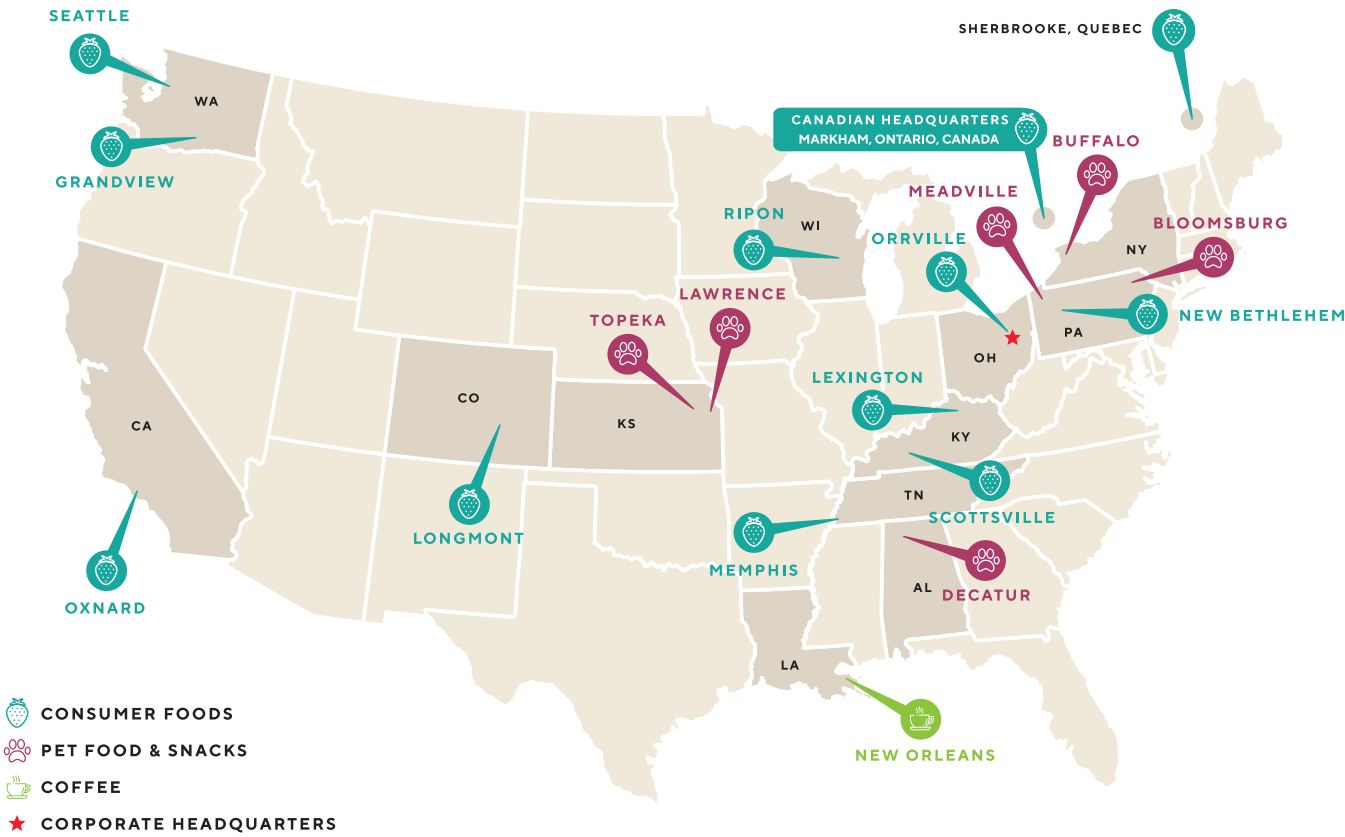 SEATTLE
SHERBROOKE, QUEBEC
WA
CANADIAN HEADQUARTERS
MARKHAM, ONTARIO, CANADA
BUFFALO
GRANDVIEW
MEADVILLE
RIPON
WI
ORRVILLE
BLOOMSBURG
NY
LAWRENCE
TOPEKA
NEW BETHLEHEM
PA
OH
LEXINGTON
CO
KS
CA
KY
TN
SCOTTSVILLE
LONGMONT
MEMPHIS
AL
DECATUR
OXNARD
LA
NEW ORLEANS
CONSUMER FOODS
PET FOOD & SNACKS
COFFEE
CORPORATE HEADQUARTERS